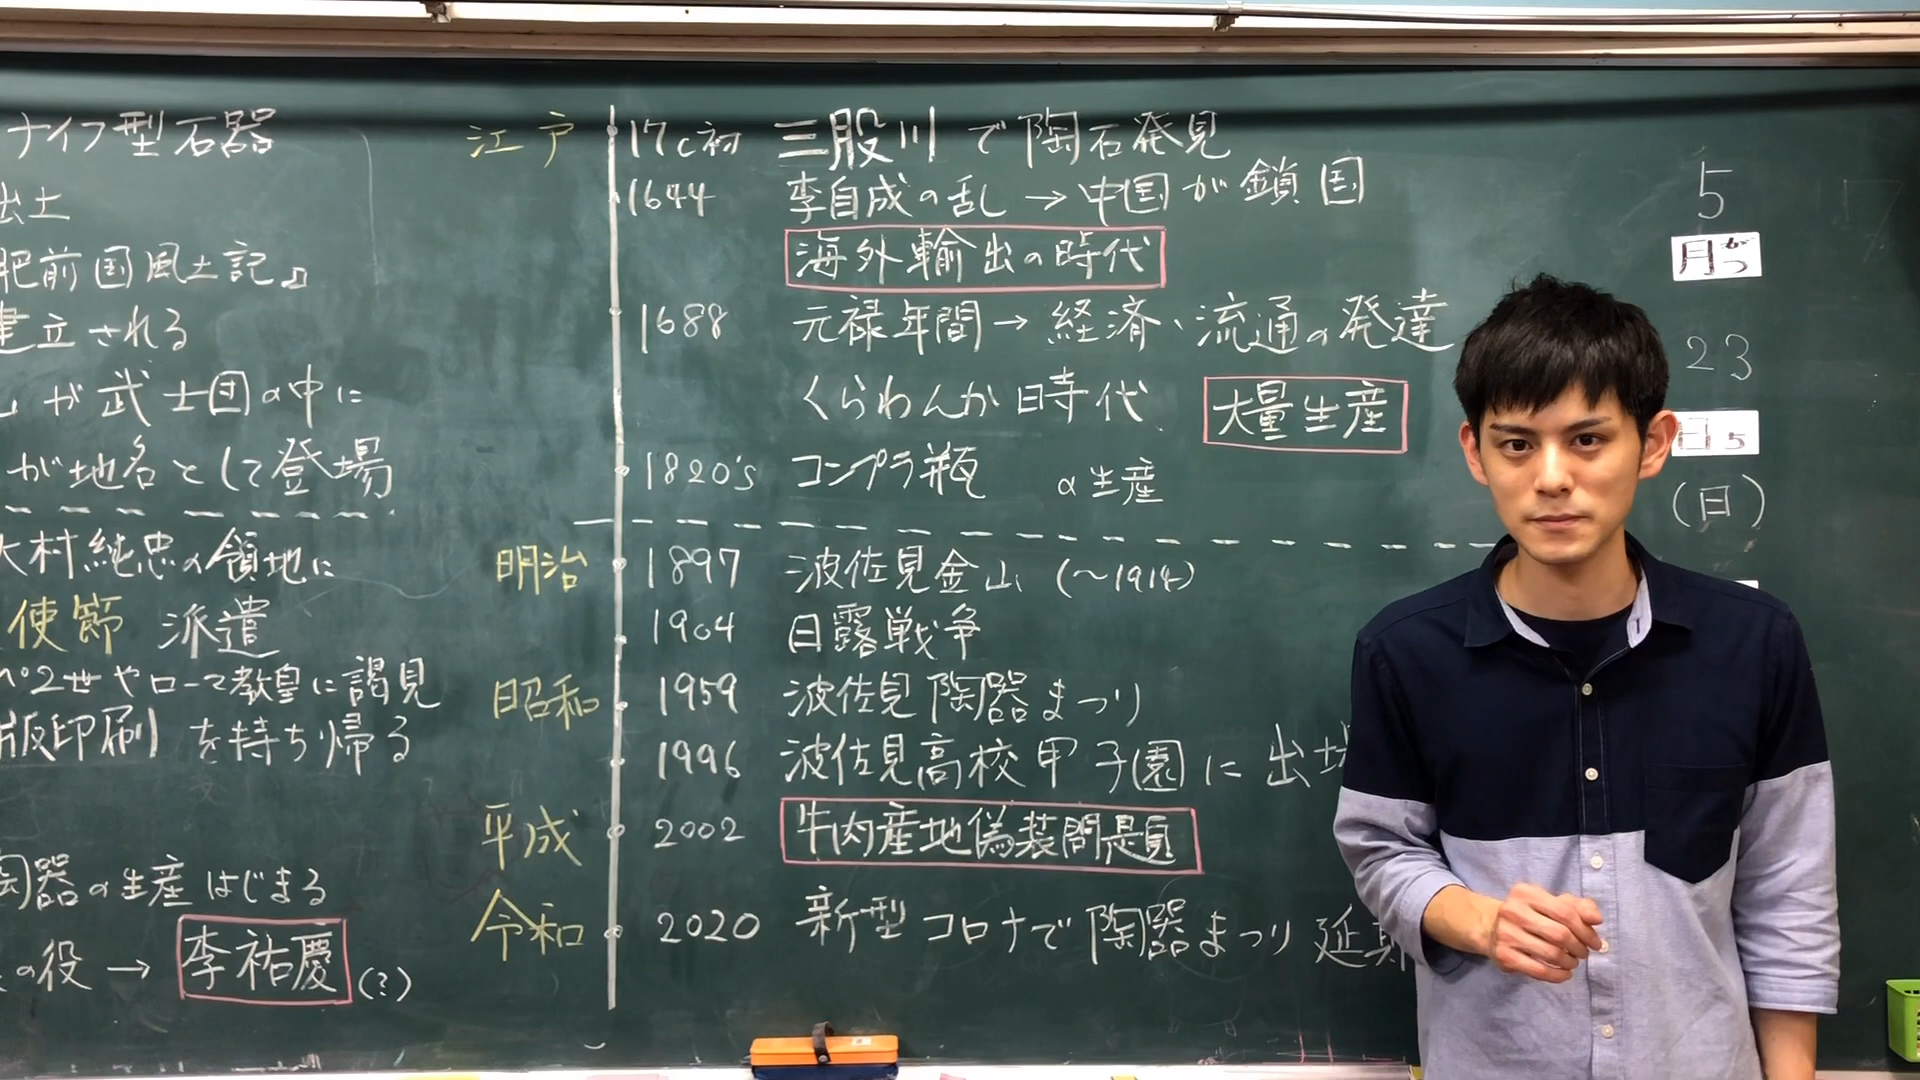 ナイフ型石器
出土
肥前国風土記』
建立される
が武士団の中に
が地名として登場
大村純忠の領地に
使節 派遣
ペ2世やローマ教皇に謁見
版印刷 を持ち帰る
陶器の生産はじまる
の役 → 李祐慶 (?)
江戸 17c初 三股川で陶石発見
1644 李自成の乱→中国が鎖国
海外輸出の時代
1688 元禄年間→経済、流通の発達
くらわんか時代 大量生産
1820's コンプラ瓶の生産
明治 1897 波佐見金山 (〜1914)
1904 日露戦争
昭和 1959 波佐見陶器まつり
1996 波佐見高校甲子園に出場
平成 2002 牛肉産地偽装問題
令和 2020 新型コロナで陶器まつり延期
5
月がつ
23
日
(日)